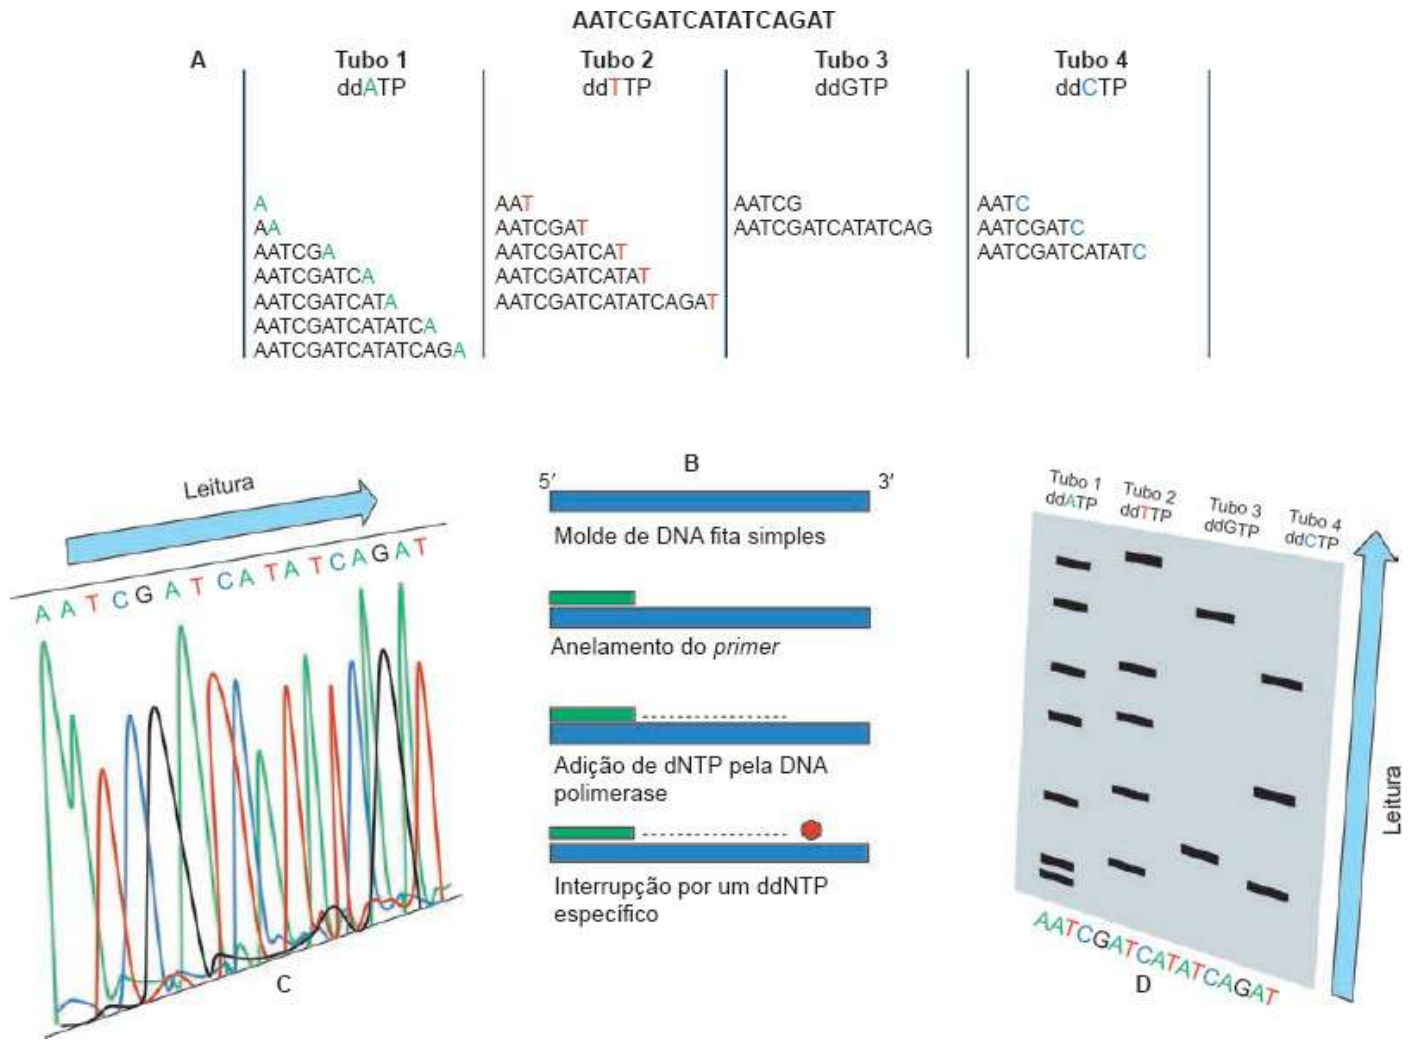 AATCGATCATATCAGAT
A
Tubo 1
ddATP
A
AA
AATCGA
AATCGATCA
AATCGATCATA
AATCGATCATATCA
AATCGATCATATCAGA
Tubo 2
ddTTP
AAT
AATCGAT
AATCGATCAT
AATCGATCATAT
AATCGATCATATCAGAT
Tubo 3
ddGTP
AATCG
AATCGATCATATCAG
Tubo 4
ddCTP
AATC
AATCGATC
AATCGATCATATC
Leitura
A A T C G A T C A T A T C A G A T
C
B
5′ 3′
Molde de DNA fita simples
Anelamento do primer
Adição de dNTP pela DNA
polimerase
Interrupção por um ddNTP
específico
Tubo 1
ddATP
Tubo 2
ddTTP
Tubo 3
ddGTP
Tubo 4
ddCTP
Leitura
AATCGATCATATCAGAT
D